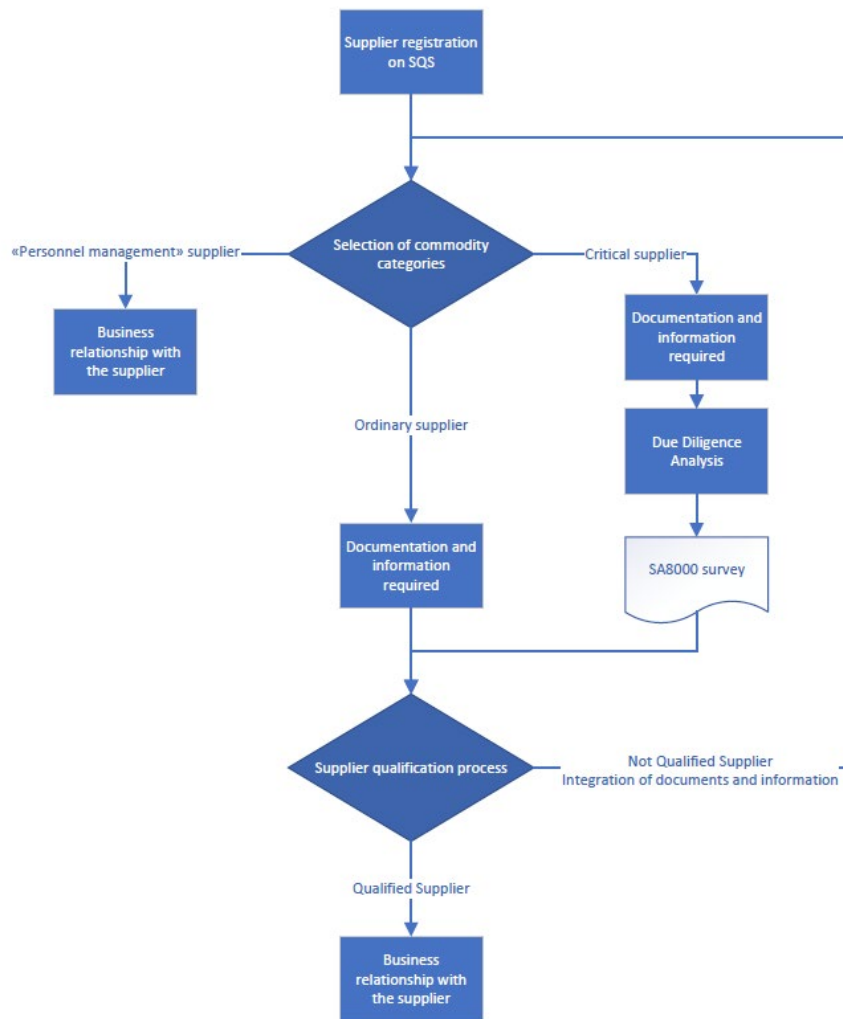 Supplier registration
on SQS
Selection of commodity
categories
«Personnel management» supplier
Critical supplier
Business
relationship with
the supplier
Documentation and
information
required
Due Diligence
Analysis
Ordinary supplier
Documentation and
information
required
SA8000 survey
Supplier qualification process
Not Qualified Supplier
Integration of documents and information
Qualified Supplier
Business
relationship with
the supplier